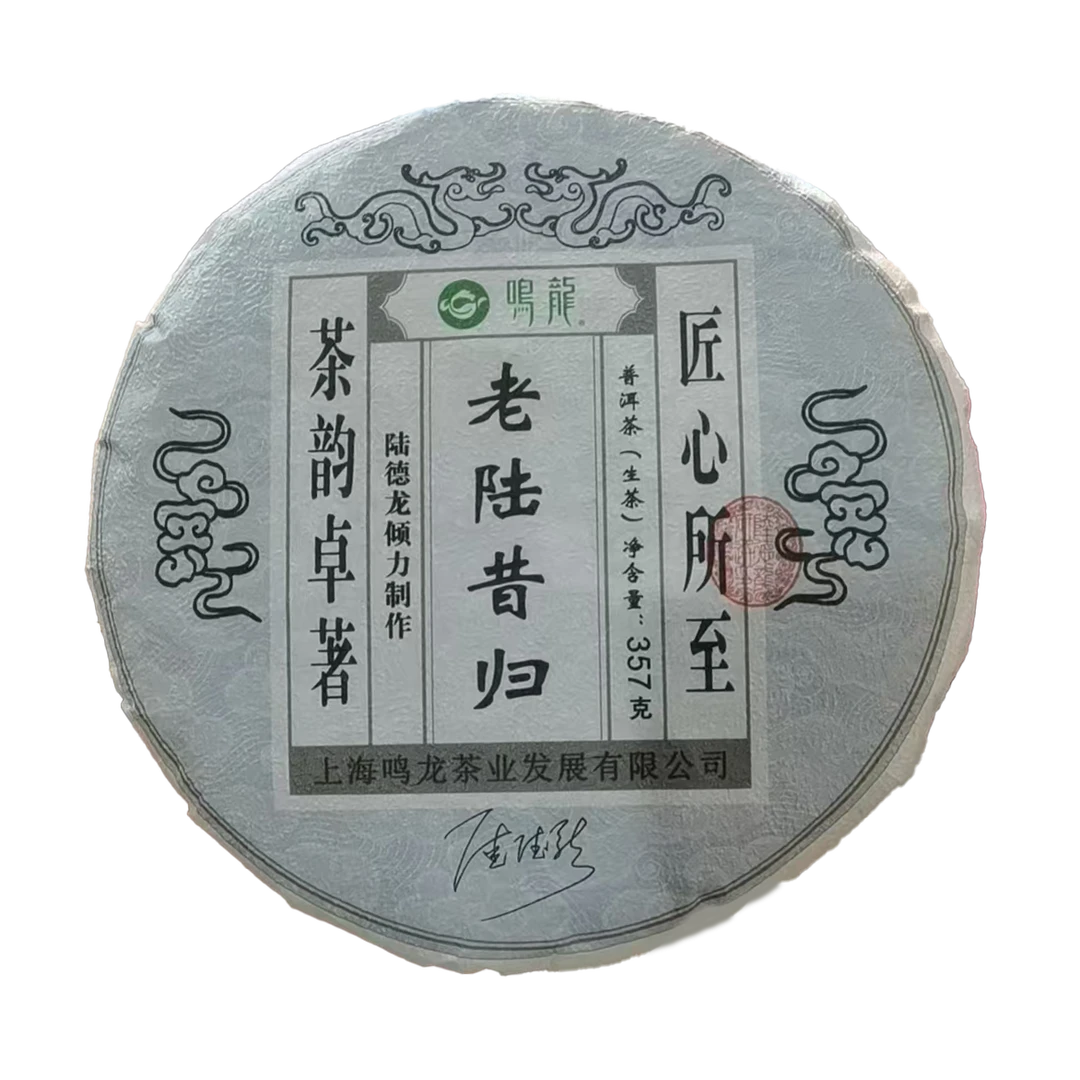 鳴龍
匠心所至
普洱茶（生茶）净含量：357克
老陆昔归
陆德龙倾力制作
茶韵卓著
上海鸣龙茶业发展有限公司